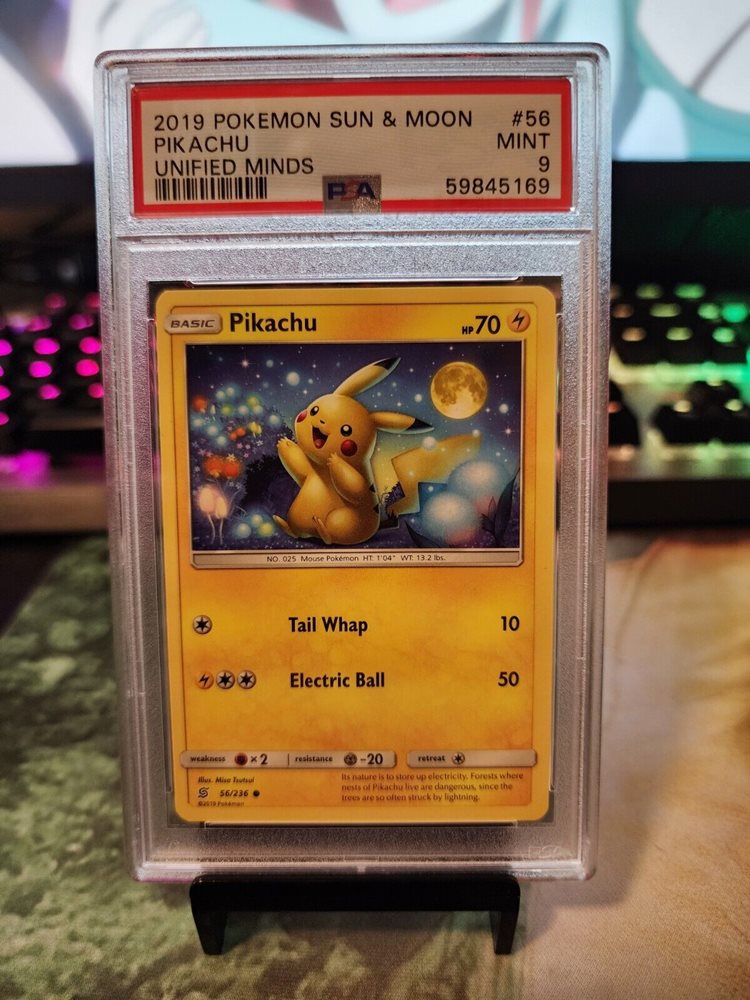 2019 POKEMON SUN & MOON #56
PIKACHU MINT
UNIFIED MINDS 9
PSA 59845169
BASIC Pikachu HP 70
NO. 025 Mouse Pokémon HT: 1'04" WT: 13.2 lbs.
Tail Whap 10
Electric Ball 50
weakness ×2 resistance -20 retreat
Illus. Misa Tsutsui
56/236
©2019 Pokémon
Its nature is to store up electricity. Forests where
nests of Pikachu live are dangerous, since the
trees are so often struck by lightning.